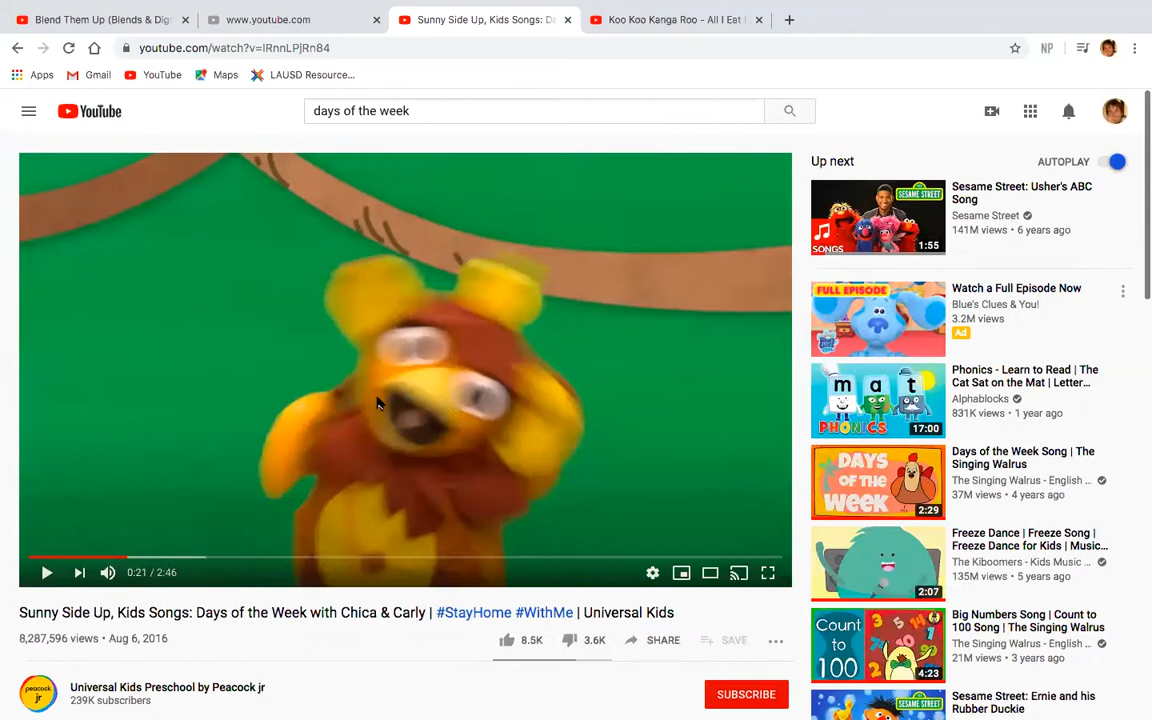 Blend Them Up (Blends & Digr
www.youtube.com
Sunny Side Up, Kids Songs: Da
Koo Koo Kanga Roo - All I Eat I
youtube.com/watch?v=IRnnLPjRn84
NP
Apps
Gmail
YouTube
Maps
LAUSD Resource...
YouTube
days of the week
0:21 / 2:46
Sunny Side Up, Kids Songs: Days of the Week with Chica & Carly | #StayHome #WithMe | Universal Kids
8,287,596 views • Aug 6, 2016
8.5K
3.6K
SHARE
SAVE
peacock
jr
Universal Kids Preschool by Peacock jr
239K subscribers
SUBSCRIBE
Up next
AUTOPLAY
SESAME STREET
SONGS
1:55
Sesame Street: Usher's ABC
Song
Sesame Street
141M views • 6 years ago
FULL EPISODE
Watch a Full Episode Now
Blue's Clues & You!
3.2M views
Ad
m a t
PHONICS
17:00
Phonics - Learn to Read | The
Cat Sat on the Mat | Letter...
Alphablocks
831K views • 1 year ago
DAYS
OF THE
WEEK
2:29
Days of the Week Song | The
Singing Walrus
The Singing Walrus - English ...
37M views • 4 years ago
2:07
Freeze Dance | Freeze Song |
Freeze Dance for Kids | Music...
The Kiboomers - Kids Music ...
135M views • 5 years ago
Count
to
100
4:23
Big Numbers Song | Count to
100 Song | The Singing Walrus
The Singing Walrus - English ...
21M views • 3 years ago
Sesame Street: Ernie and his
Rubber Duckie